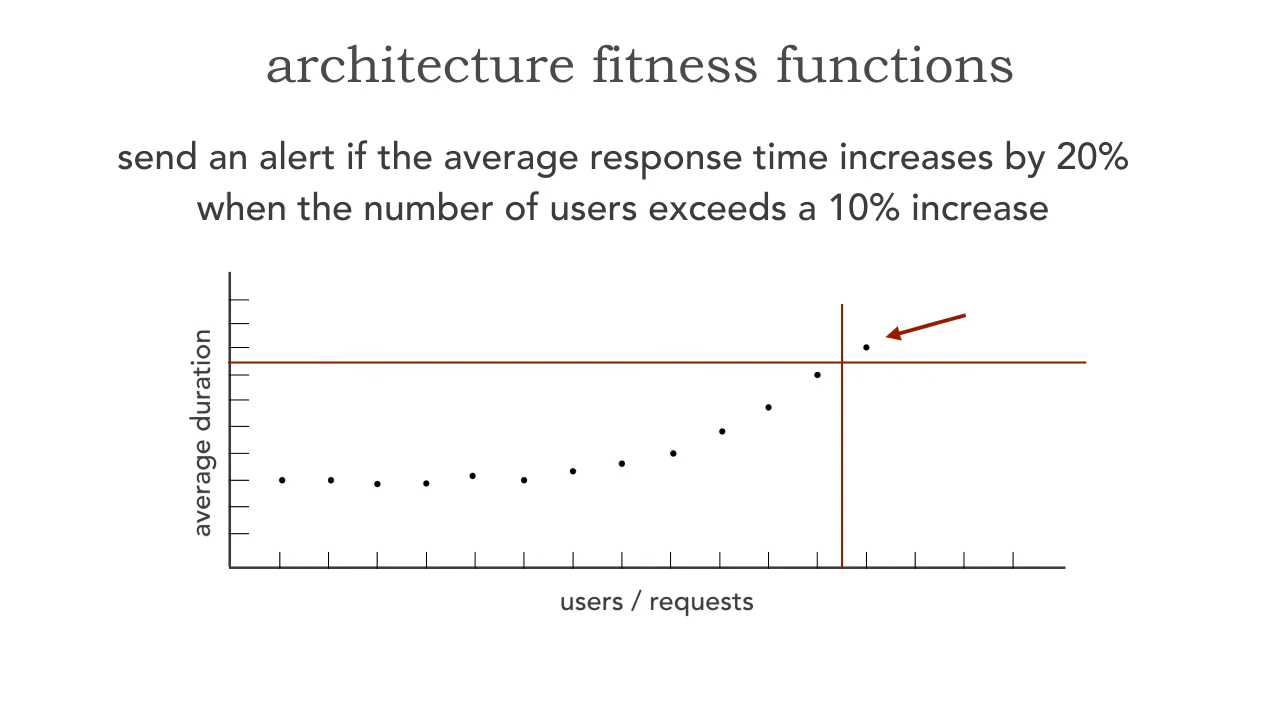 architecture fitness functions
send an alert if the average response time increases by 20%
when the number of users exceeds a 10% increase
average duration
users / requests